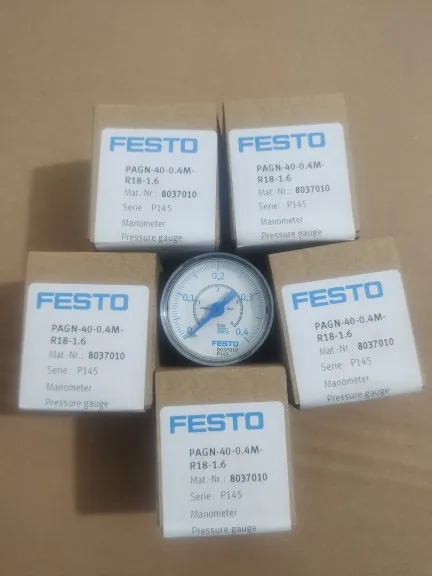 FESTO
PAGN-40-0.4M-
R18-1.6
Mat.-Nr.: 8037010
Serie: P145
Manometer
Pressure gauge
FESTO
PAGN-40-0.4M-
R18-1.6
Mat.-Nr.: 8037010
Serie: P145
Manometer
Pressure gauge
FESTO
PAGN-40-0.4M-
R18-1.6
Mat.-Nr.: 8037010
Serie: P145
Manometer
Pressure gauge
0,2
0,1 0,3
0 0,4
MPa
FESTO
8037010
P145
FESTO
PAGN-40-0.4M-
R18-1.6
Mat.-Nr.: 8037010
Serie: P145
Manometer
Pressure gauge
FESTO
PAGN-40-0.4M-
R18-1.6
Mat.-Nr.: 8037010
Serie: P145
Manometer
Pressure gauge